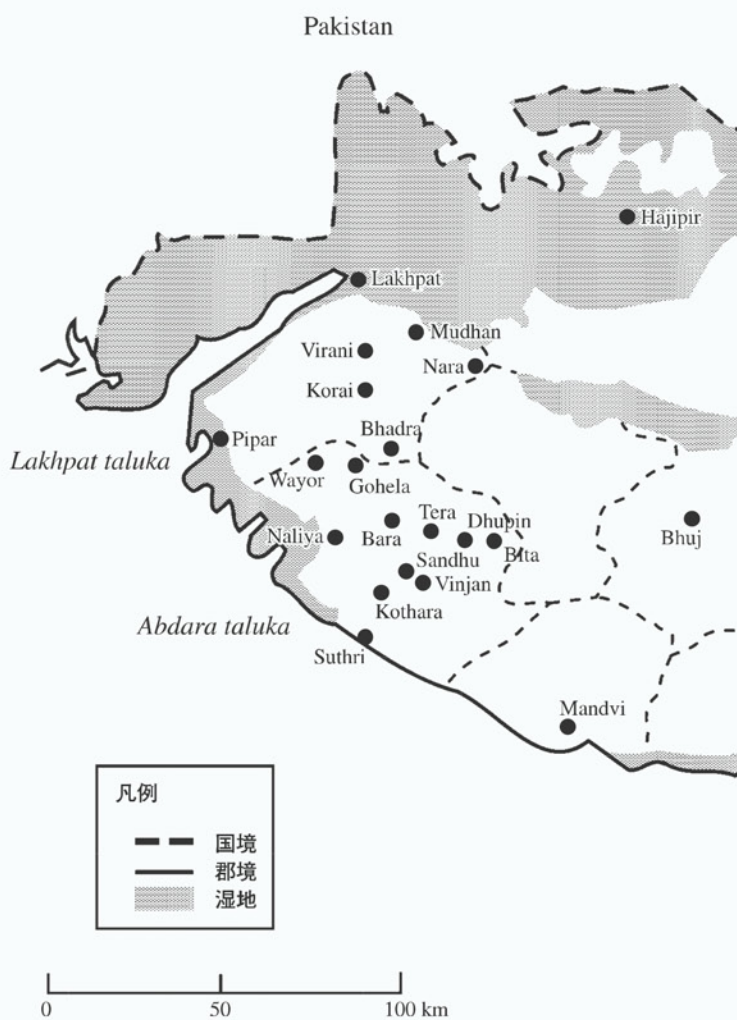 Pakistan
Hajipir
Lakhpat
Mudhan
Virani
Nara
Korai
Bhadra
Pipar
Lakhpat taluka
Wayor
Gohela
Tera
Dhupin
Bhuj
Naliya
Bara
Bita
Sandhu
Vinjan
Kothara
Abdara taluka
Suthri
Mandvi
凡例
国境
郡境
湿地
0 50 100 km